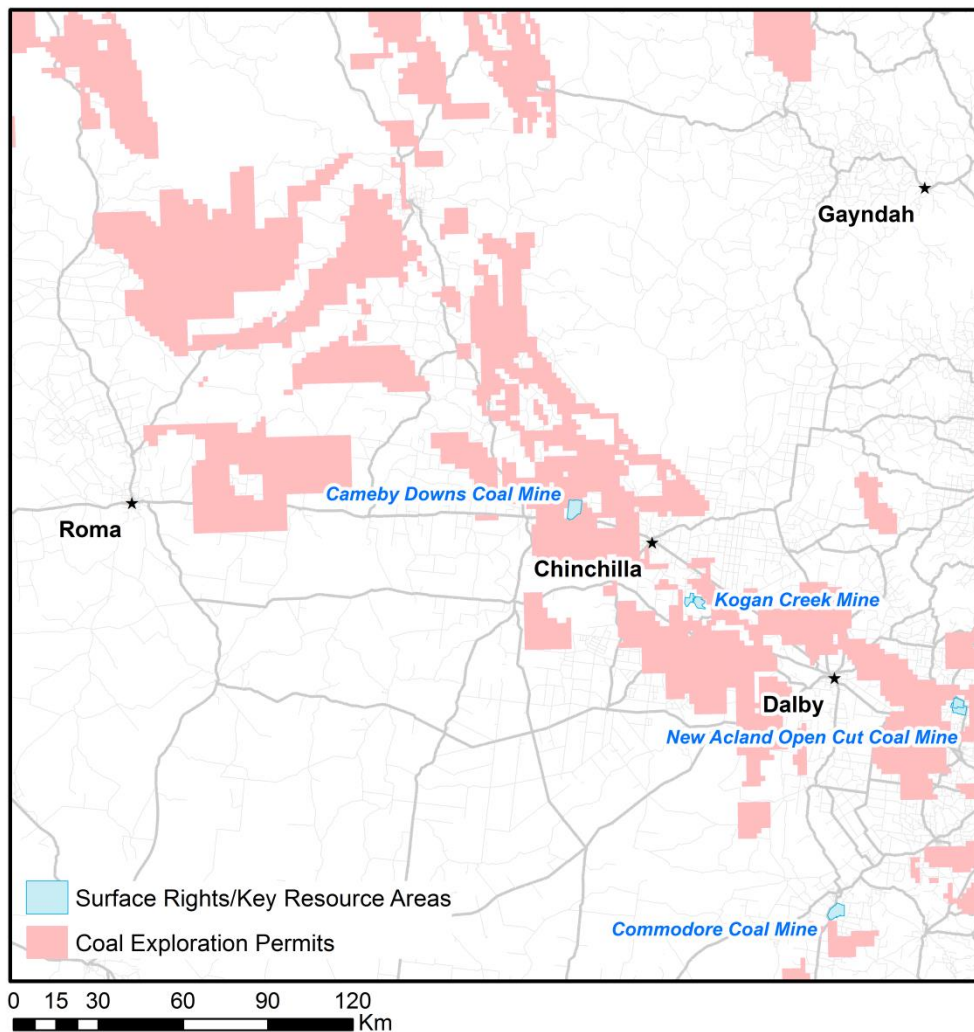 Gayndah
Cameby Downs Coal Mine
Roma
Chinchilla
Kogan Creek Mine
Dalby
New Acland Open Cut Coal Mine
Surface Rights/Key Resource Areas
Commodore Coal Mine
Coal Exploration Permits
0 15 30 60 90 120
Km